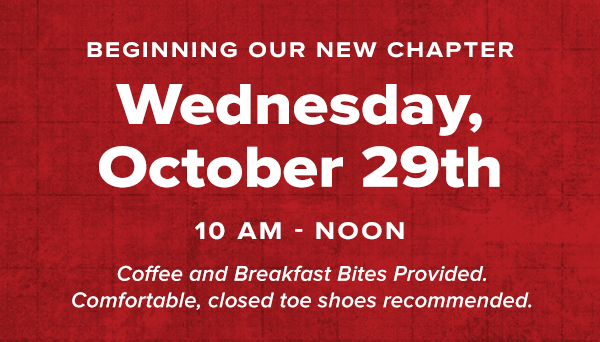 BEGINNING OUR NEW CHAPTER
Wednesday,
October 29th
10 AM - NOON
Coffee and Breakfast Bites Provided.
Comfortable, closed toe shoes recommended.